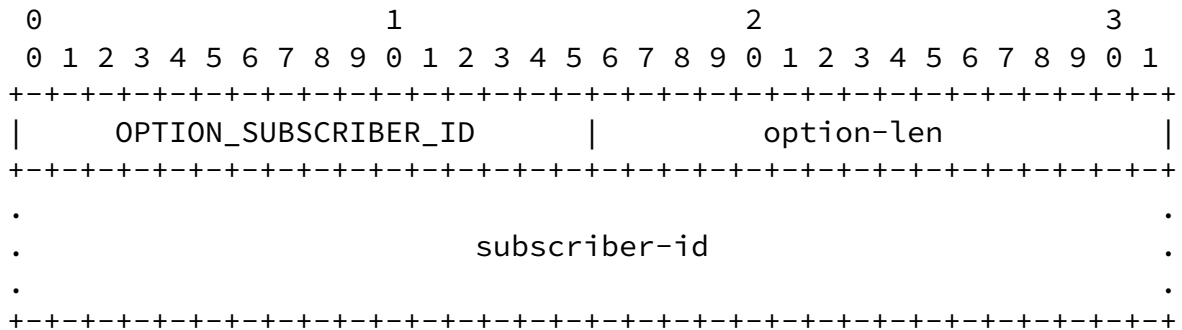 0                   1                   2                   3
0 1 2 3 4 5 6 7 8 9 0 1 2 3 4 5 6 7 8 9 0 1 2 3 4 5 6 7 8 9 0 1
+-+-+-+-+-+-+-+-+-+-+-+-+-+-+-+-+-+-+-+-+-+-+-+-+-+-+-+-+-+-+-+-+
|     OPTION_SUBSCRIBER_ID      |         option-len            |
+-+-+-+-+-+-+-+-+-+-+-+-+-+-+-+-+-+-+-+-+-+-+-+-+-+-+-+-+-+-+-+-+
.                                                               .
.                         subscriber-id                         .
.                                                               .
+-+-+-+-+-+-+-+-+-+-+-+-+-+-+-+-+-+-+-+-+-+-+-+-+-+-+-+-+-+-+-+-+